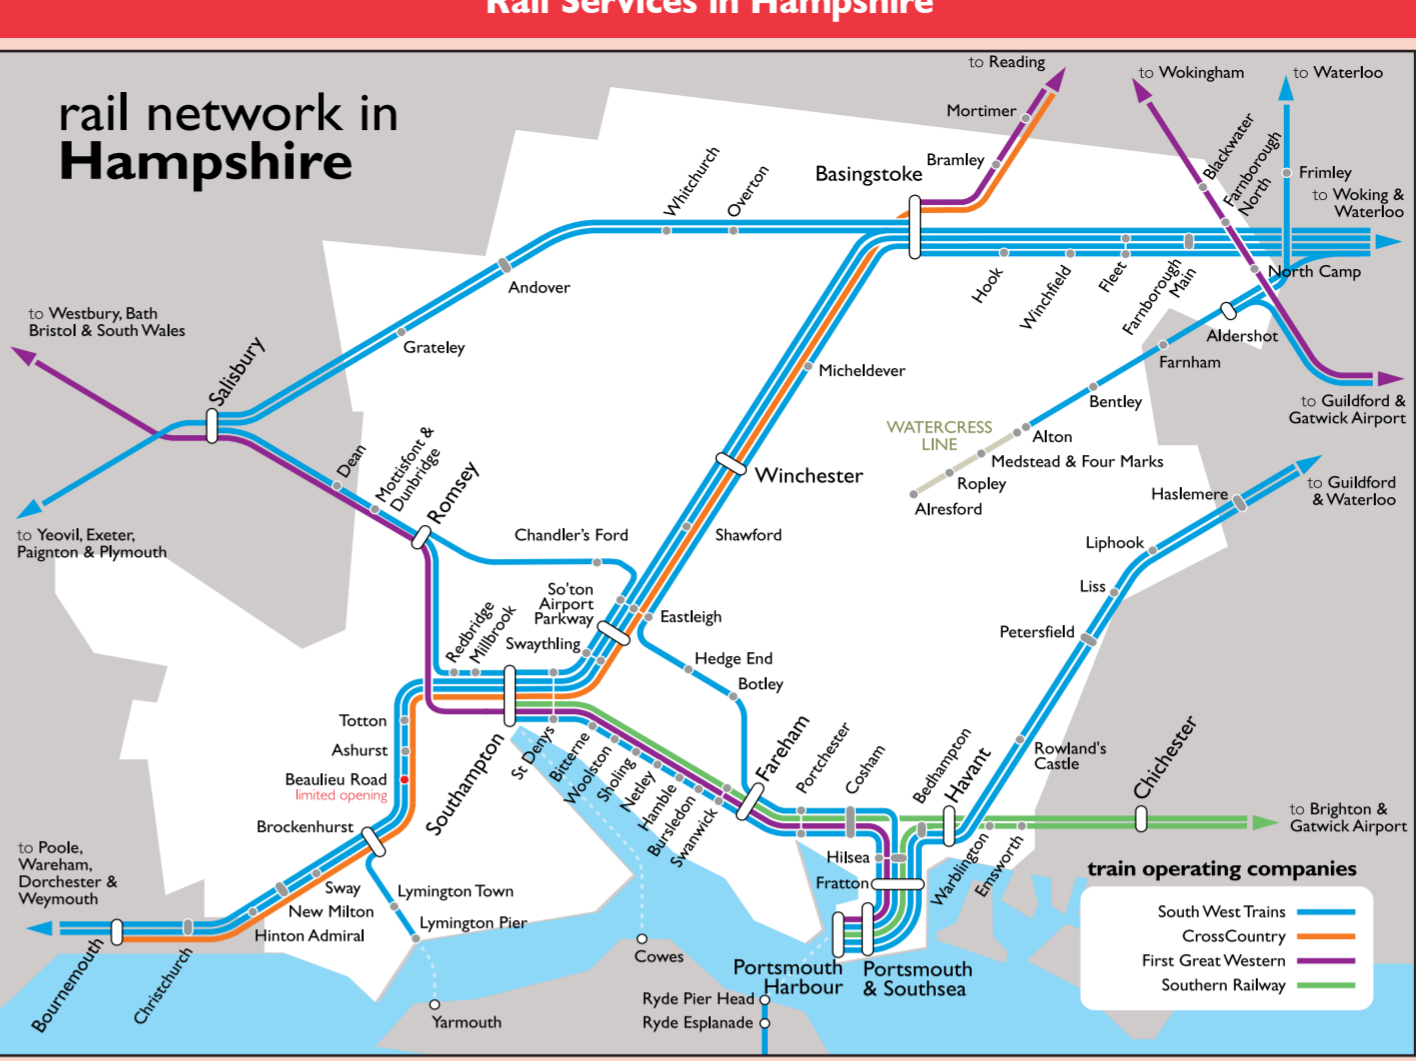 Rail Services in Hampshire
rail network in
Hampshire
to Reading
to Wokingham
to Waterloo
Mortimer
Bramley
Basingstoke
Whitchurch
Overton
Blackwater
Farnborough
North
Frimley
to Woking &
Waterloo
Andover
Hook
Winchfield
Fleet
Farnborough
Main
North Camp
to Westbury, Bath
Bristol & South Wales
Salisbury
Grateley
Micheldever
Aldershot
Farnham
Bentley
to Guildford &
Gatwick Airport
WATERCRESS
LINE
Alton
Medstead & Four Marks
Ropley
Alresford
Dean
Mottisfont &
Dunbridge
Romsey
Winchester
Haslemere
to Guildford
& Waterloo
to Yeovil, Exeter,
Paignton & Plymouth
Chandler's Ford
Shawford
Liphook
Liss
So'ton
Airport
Parkway
Eastleigh
Redbridge
Millbrook
Swaythling
Petersfield
Hedge End
Botley
Totton
Ashurst
Beaulieu Road
limited opening
Southampton
St Denys
Bitterne
Woolston
Sholing
Netley
Hamble
Bursledon
Swanwick
Fareham
Portchester
Cosham
Bedhampton
Havant
Rowland's
Castle
Chichester
to Brighton &
Gatwick Airport
Brockenhurst
to Poole,
Wareham,
Dorchester &
Weymouth
Sway
New Milton
Hinton Admiral
Lymington Town
Lymington Pier
Hilsea
Fratton
Warblington
Emsworth
train operating companies
South West Trains
CrossCountry
First Great Western
Southern Railway
Bournemouth
Christchurch
Cowes
Portsmouth
Harbour
Portsmouth
& Southsea
Yarmouth
Ryde Pier Head
Ryde Esplanade